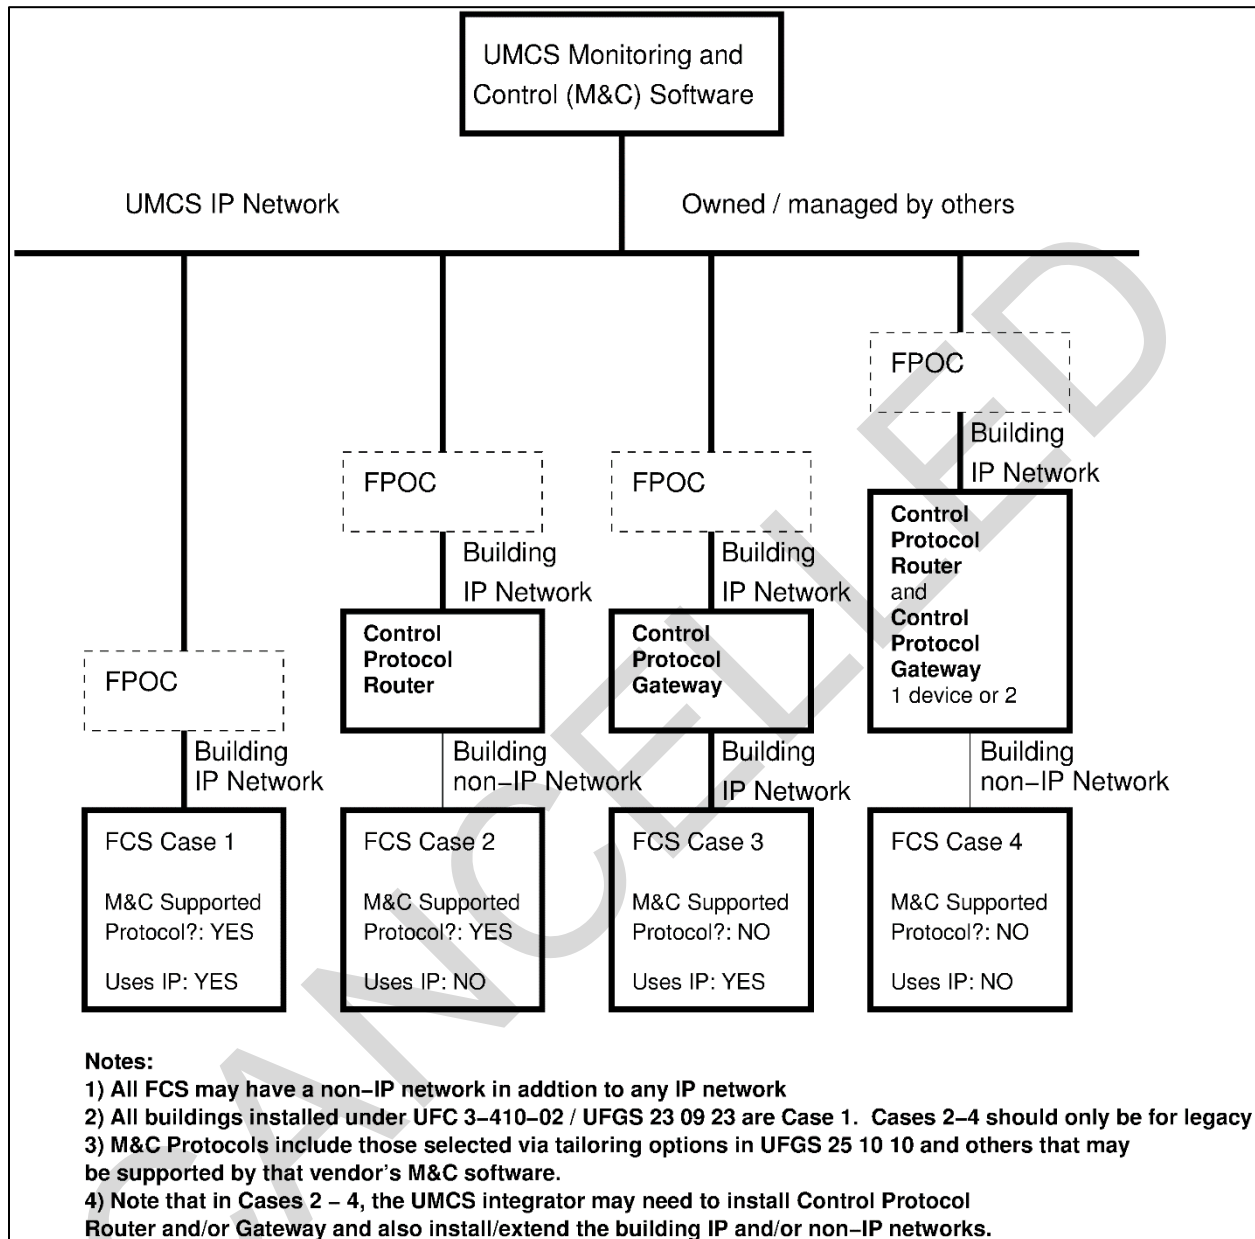 UMCS Monitoring and
Control (M&C) Software
UMCS IP Network
Owned / managed by others
FPOC
Building
IP Network
FCS Case 1
M&C Supported
Protocol?: YES
Uses IP: YES
FPOC
Building
IP Network
Control
Protocol
Router
Building
non–IP Network
FCS Case 2
M&C Supported
Protocol?: YES
Uses IP: NO
FPOC
Building
IP Network
Control
Protocol
Gateway
Building
IP Network
FCS Case 3
M&C Supported
Protocol?: NO
Uses IP: YES
FPOC
Building
IP Network
Control
Protocol
Router
and
Control
Protocol
Gateway
1 device or 2
Building
non–IP Network
FCS Case 4
M&C Supported
Protocol?: NO
Uses IP: NO
Notes:
1) All FCS may have a non–IP network in addtion to any IP network
2) All buildings installed under UFC 3–410–02 / UFGS 23 09 23 are Case 1. Cases 2–4 should only be for legacy
3) M&C Protocols include those selected via tailoring options in UFGS 25 10 10 and others that may
be supported by that vendor's M&C software.
4) Note that in Cases 2 – 4, the UMCS integrator may need to install Control Protocol
Router and/or Gateway and also install/extend the building IP and/or non–IP networks.
CANCELLED